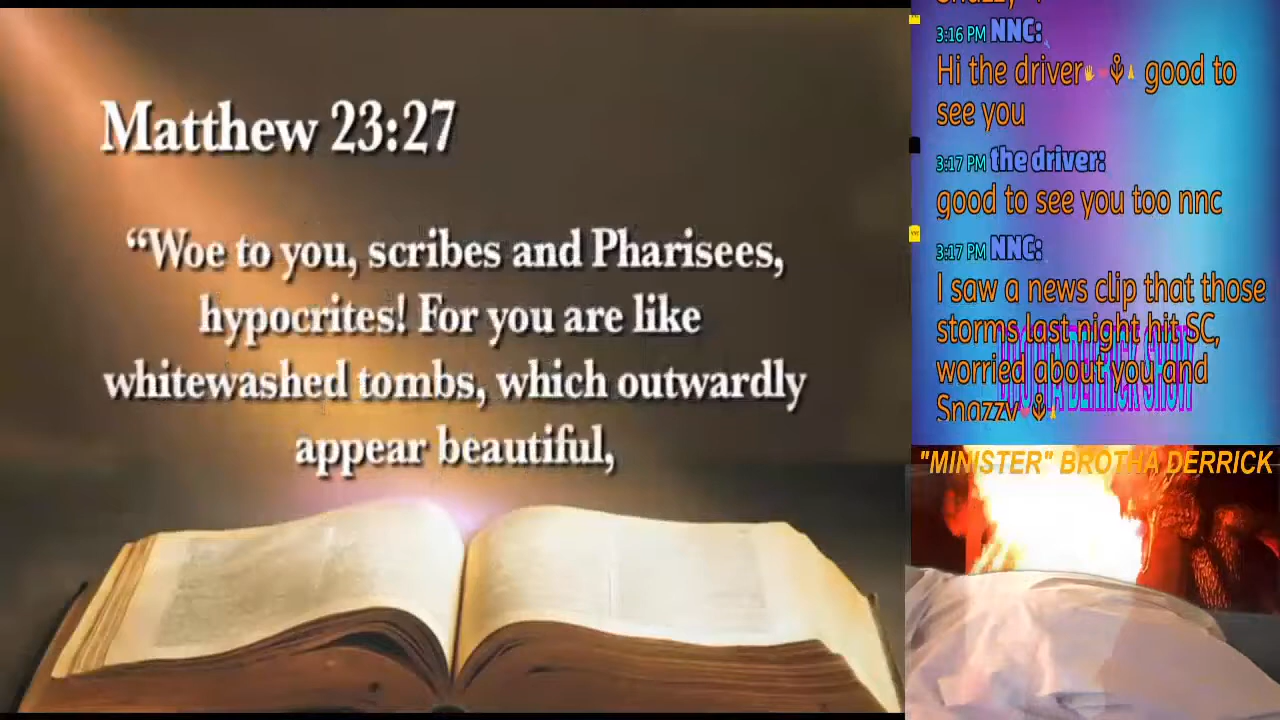 Matthew 23:27
“Woe to you, scribes and Pharisees,
hypocrites! For you are like
whitewashed tombs, which outwardly
appear beautiful,
3:16 PM NNC:
Hi the driver✋ ⚓ good to
see you
3:17 PM the driver:
good to see you too nnc
3:17 PM NNC:
I saw a news clip that those
storms last night hit SC,
worried about you and
Snazzy ⚓
BROTHA DERRICK SHOW
"MINISTER" BROTHA DERRICK